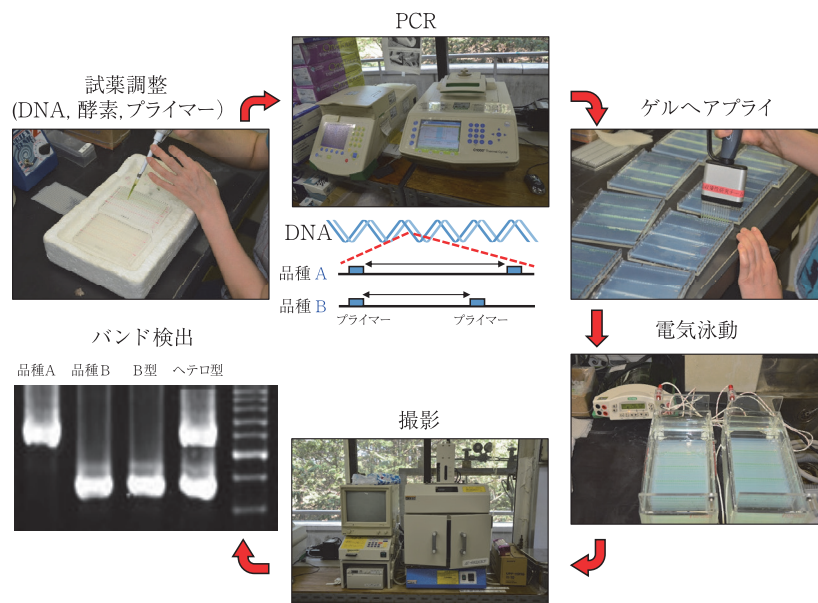 PCR
試薬調整
(DNA, 酵素,プライマー）
ゲルへアプライ
DNA
品種 A
品種 B
プライマー プライマー
バンド検出
品種A 品種B B型 ヘテロ型
電気泳動
撮影